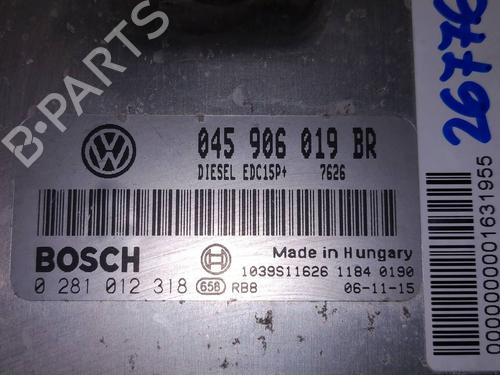 045 906 019 BR
DIESEL EDC15P+ 7626
BOSCH
Made in Hungary
1039S11626 1184 0190
0 281 012 318 658 RB8 06-11-15
B-PARTS
00000000001631955